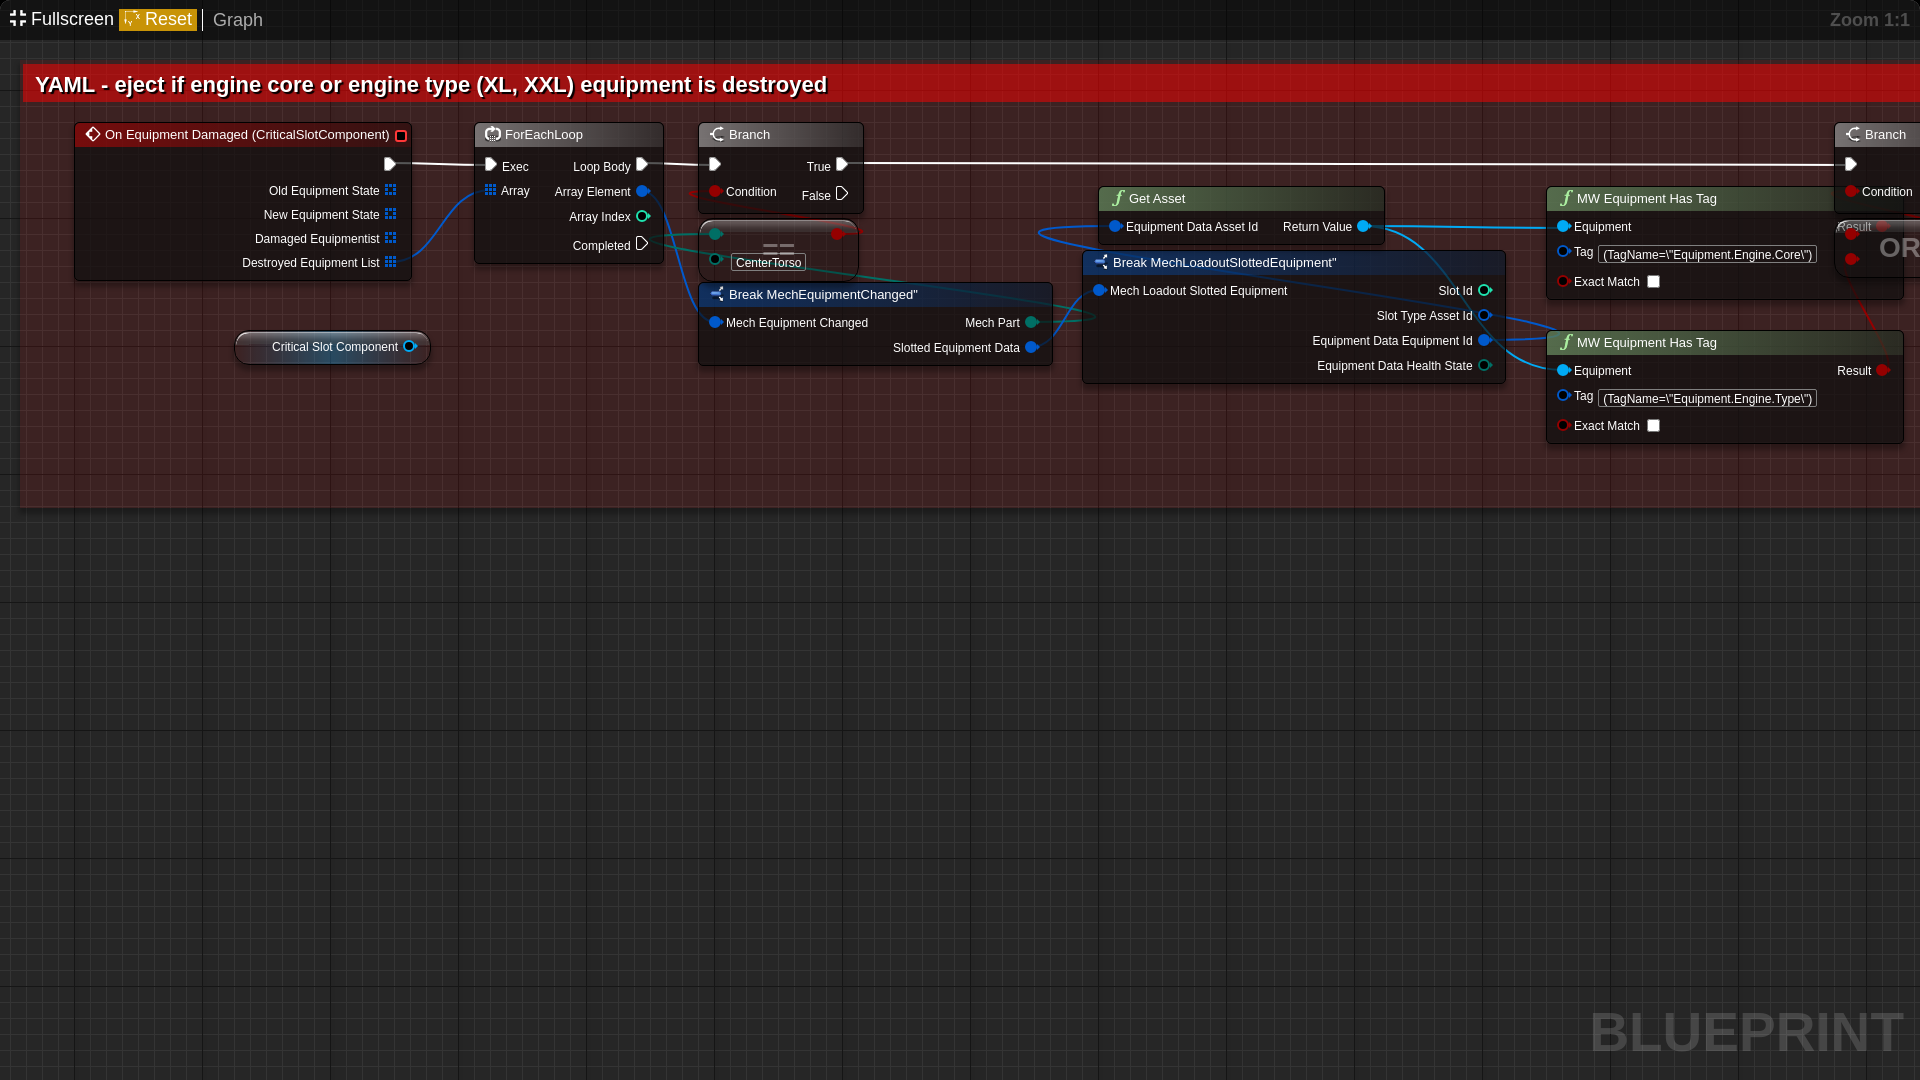 Fullscreen Reset Graph Zoom 1:1
YAML - eject if engine core or engine type (XL, XXL) equipment is destroyed
On Equipment Damaged (CriticalSlotComponent)
Old Equipment State
New Equipment State
Damaged Equipmentlist
Destroyed Equipment List
Critical Slot Component
ForEachLoop
Exec Loop Body
Array Array Element
Array Index
Completed
Branch
True
Condition False
==
CenterTorso
Break MechEquipmentChanged"
Mech Equipment Changed Mech Part
Slotted Equipment Data
Get Asset
Equipment Data Asset Id Return Value
Break MechLoadoutSlottedEquipment"
Mech Loadout Slotted Equipment Slot Id
Slot Type Asset Id
Equipment Data Equipment Id
Equipment Data Health State
MW Equipment Has Tag
Equipment Result
Tag (TagName=\"Equipment.Engine.Core\")
Exact Match
MW Equipment Has Tag
Equipment Result
Tag (TagName=\"Equipment.Engine.Type\")
Exact Match
Branch
Condition
OR
BLUEPRINT